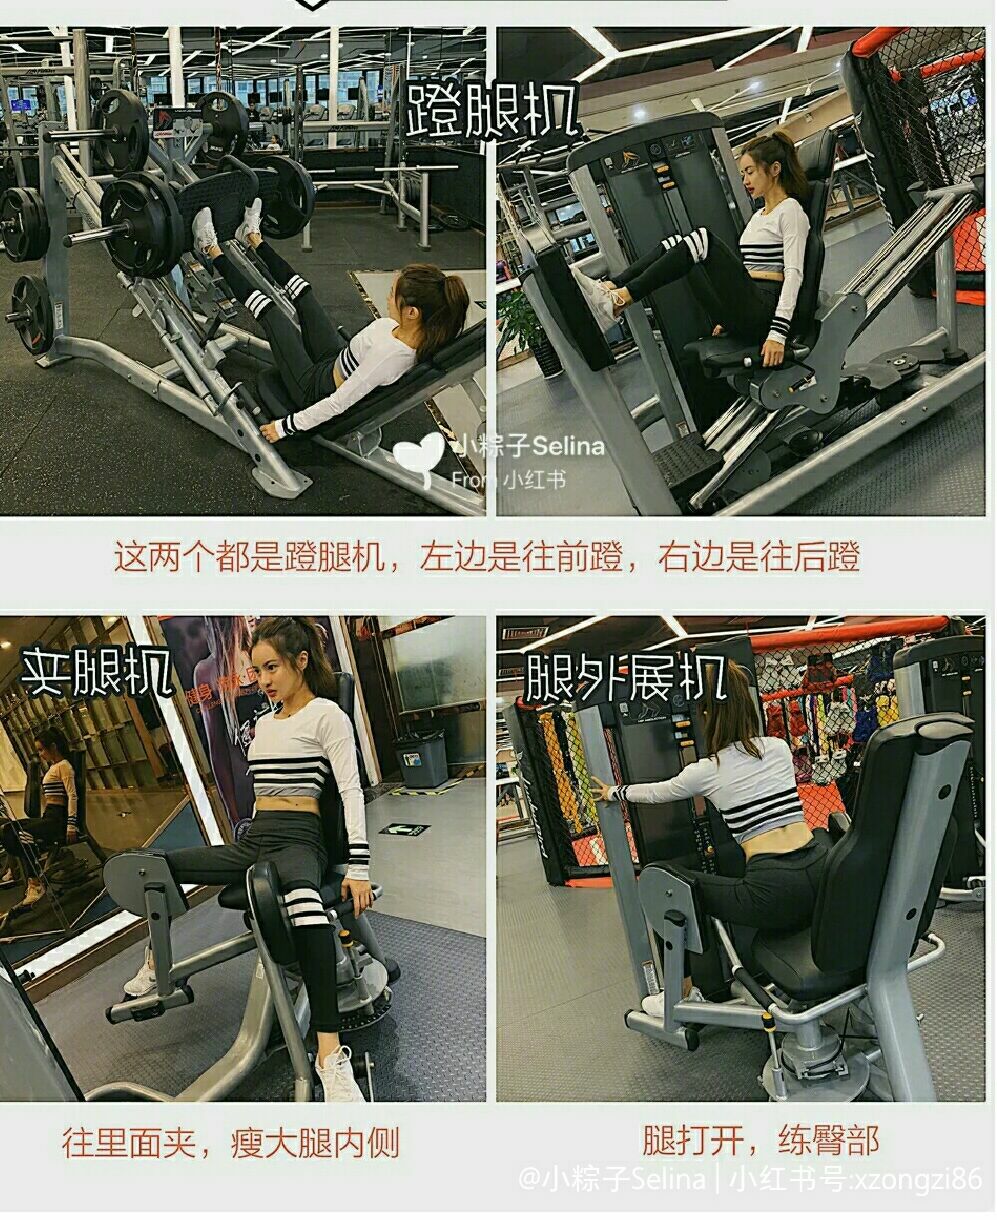 蹬腿机
小粽子Selina
From 小红书
这两个都是蹬腿机，左边是往前蹬，右边是往后蹬
夹腿机
腿外展机
往里面夹，瘦大腿内侧
腿打开，练臀部
@小粽子Selina | 小红书号:xzongzi86